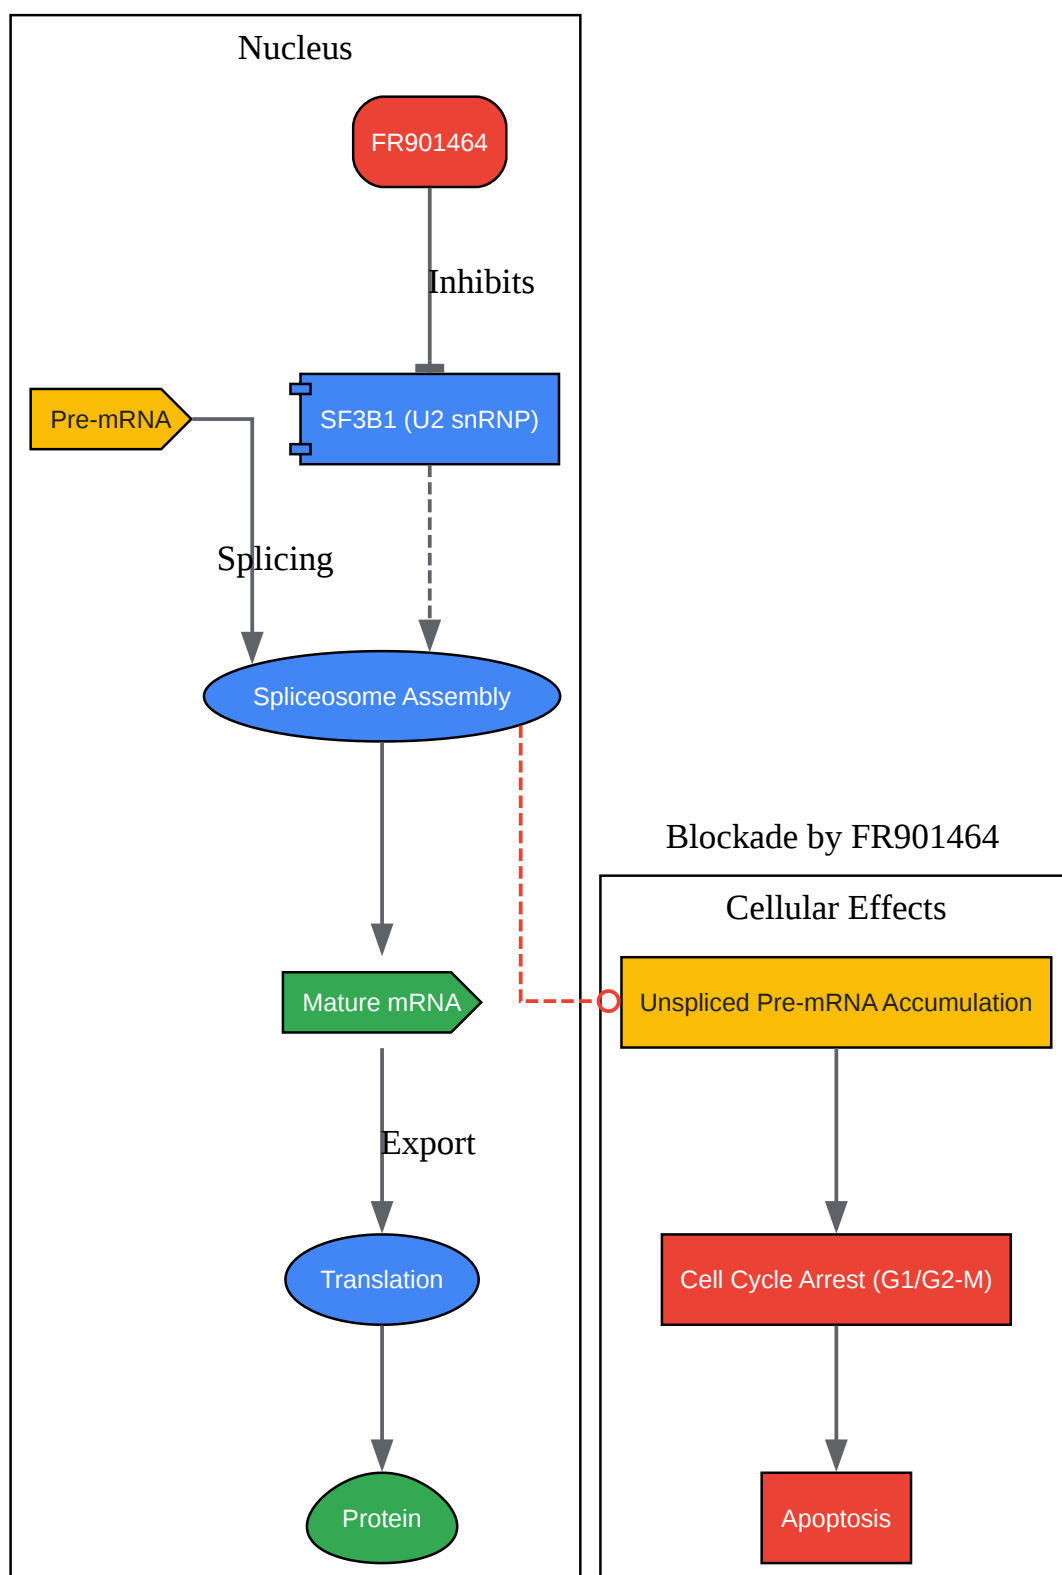 Nucleus
FR901464
Inhibits
Pre-mRNA
SF3B1 (U2 snRNP)
Splicing
Spliceosome Assembly
Blockade by FR901464
Cellular Effects
Mature mRNA
Unspliced Pre-mRNA Accumulation
Export
Translation
Cell Cycle Arrest (G1/G2-M)
Protein
Apoptosis